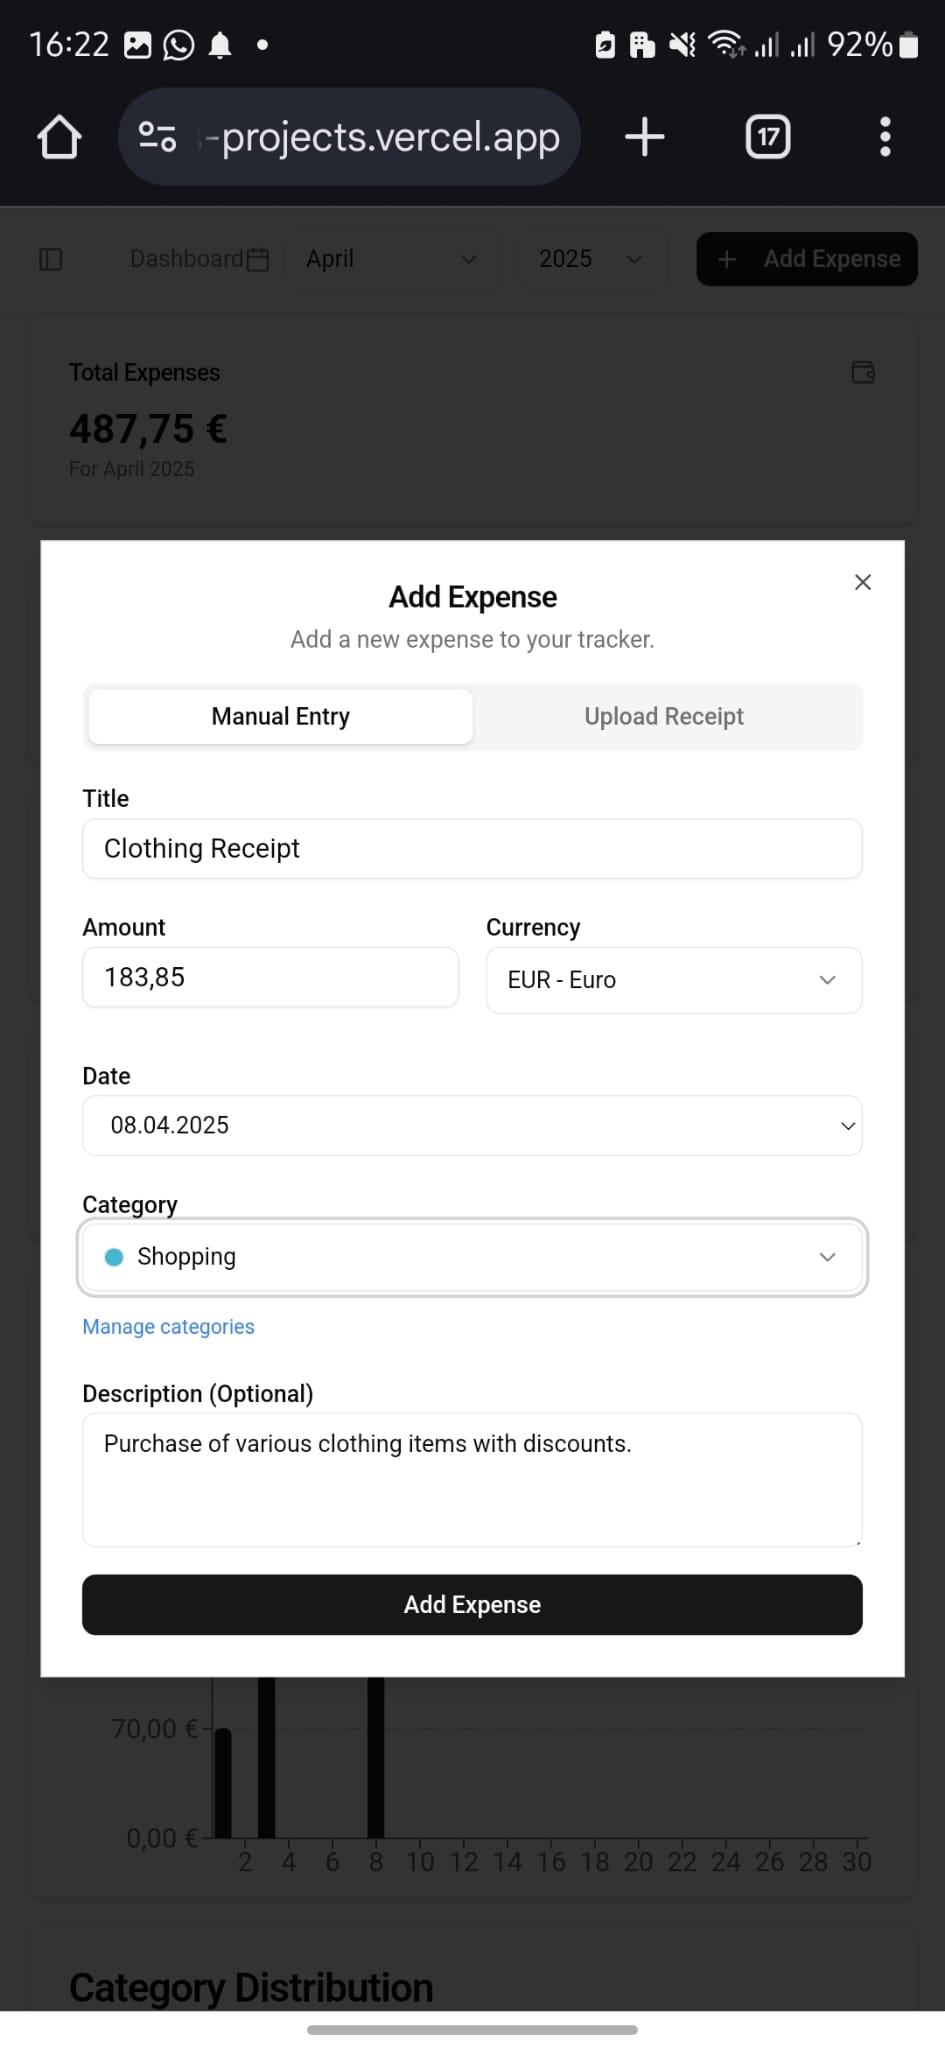 16:22
92%
-projects.vercel.app
17
Dashboard
April
2025
Add Expense
Total Expenses
487,75 €
For April 2025
Add Expense
Add a new expense to your tracker.
Manual Entry
Upload Receipt
Title
Clothing Receipt
Amount
Currency
183,85
EUR - Euro
Date
08.04.2025
Category
Shopping
Manage categories
Description (Optional)
Purchase of various clothing items with discounts.
Add Expense
70,00 €
0,00 €
2 4 6 8 10 12 14 16 18 20 22 24 26 28 30
Category Distribution